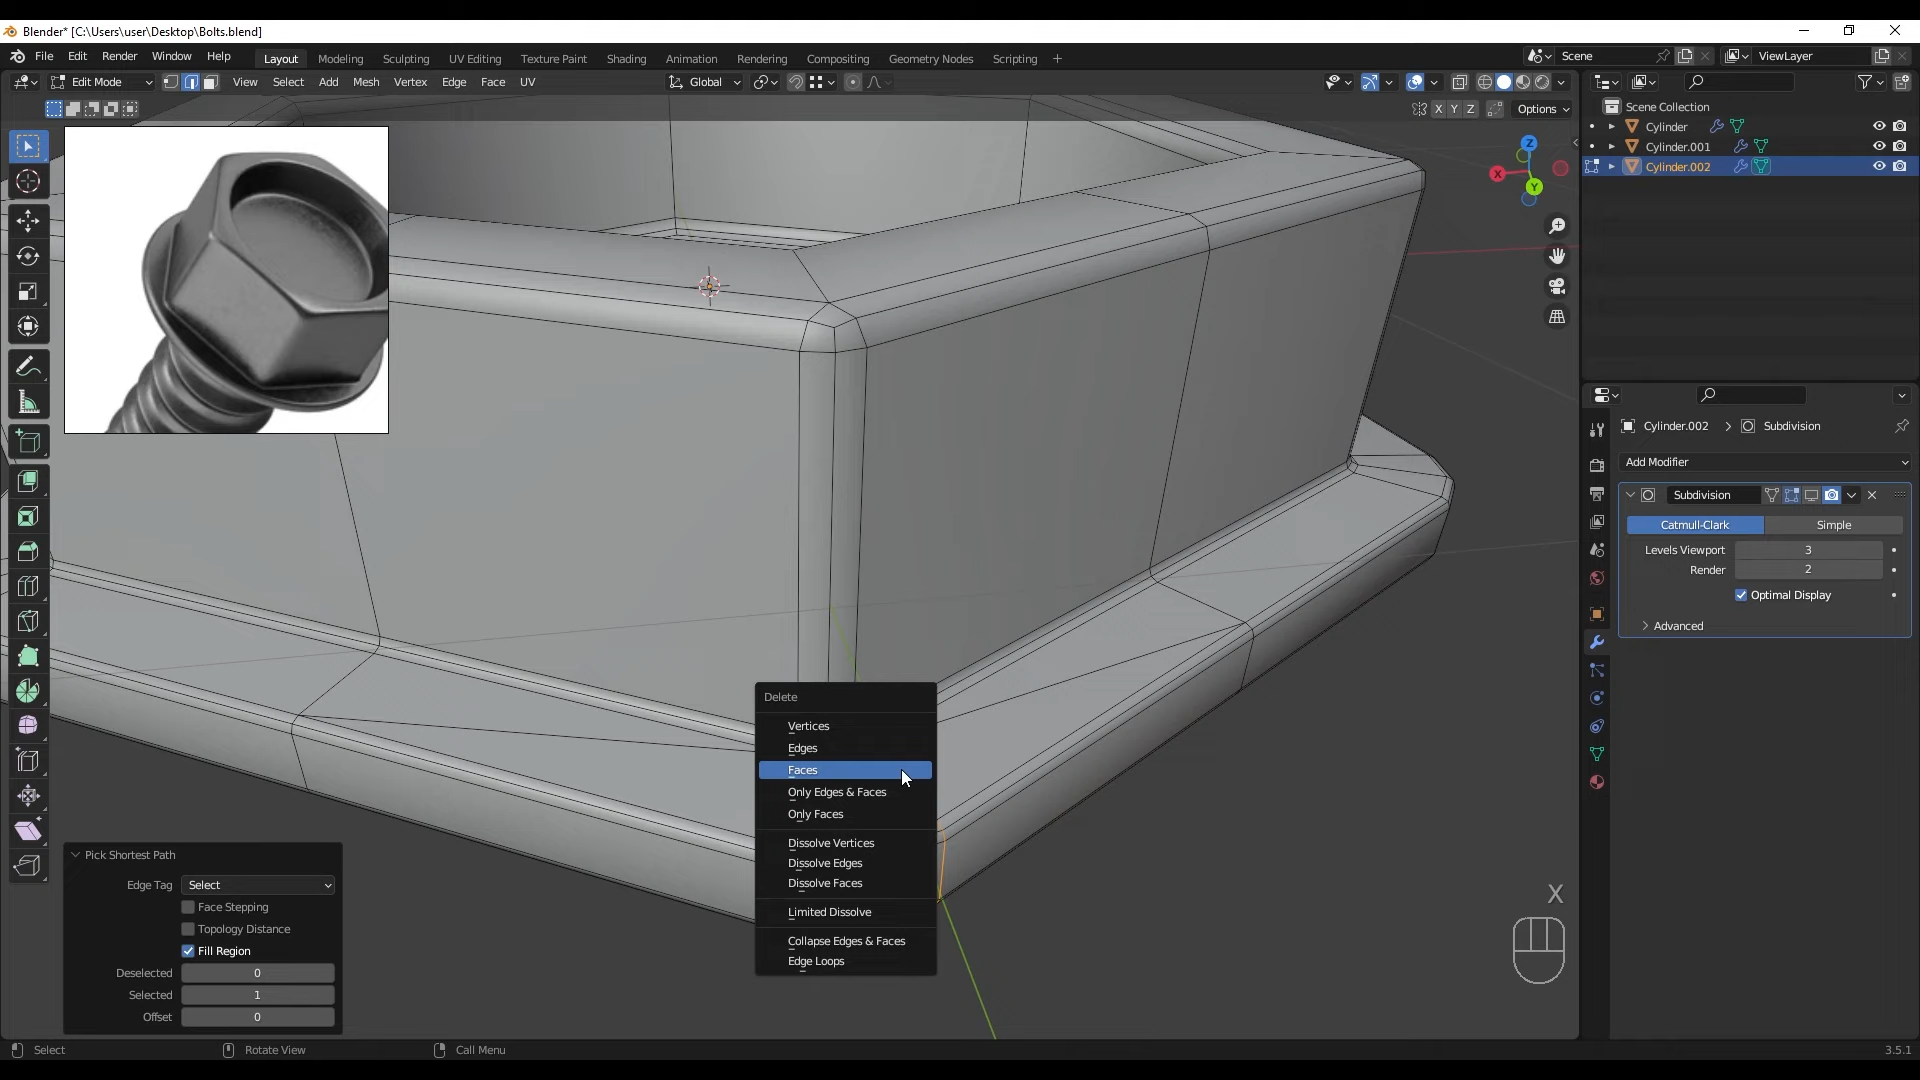 Blender* [C:\Users\user\Desktop\Bolts.blend]
File Edit Render Window Help Layout Modeling Sculpting UV Editing Texture Paint Shading Animation Rendering Compositing Geometry Nodes Scripting + Scene ViewLayer
Edit Mode View Select Add Mesh Vertex Edge Face UV Global
X Y Z Options
Scene Collection
Cylinder
Cylinder.001
Cylinder.002
Z
X
Y
Cylinder.002 > Subdivision
Add Modifier
Subdivision
Catmull-Clark Simple
Levels Viewport 3
Render 2
Optimal Display
Advanced
Delete
Vertices
Edges
Faces
Only Edges & Faces
Only Faces
Dissolve Vertices
Dissolve Edges
Dissolve Faces
Limited Dissolve
Collapse Edges & Faces
Edge Loops
Pick Shortest Path
Edge Tag Select
Face Stepping
Topology Distance
Fill Region
Deselected 0
Selected 1
Offset 0
X
Select Rotate View Call Menu 3.5.1